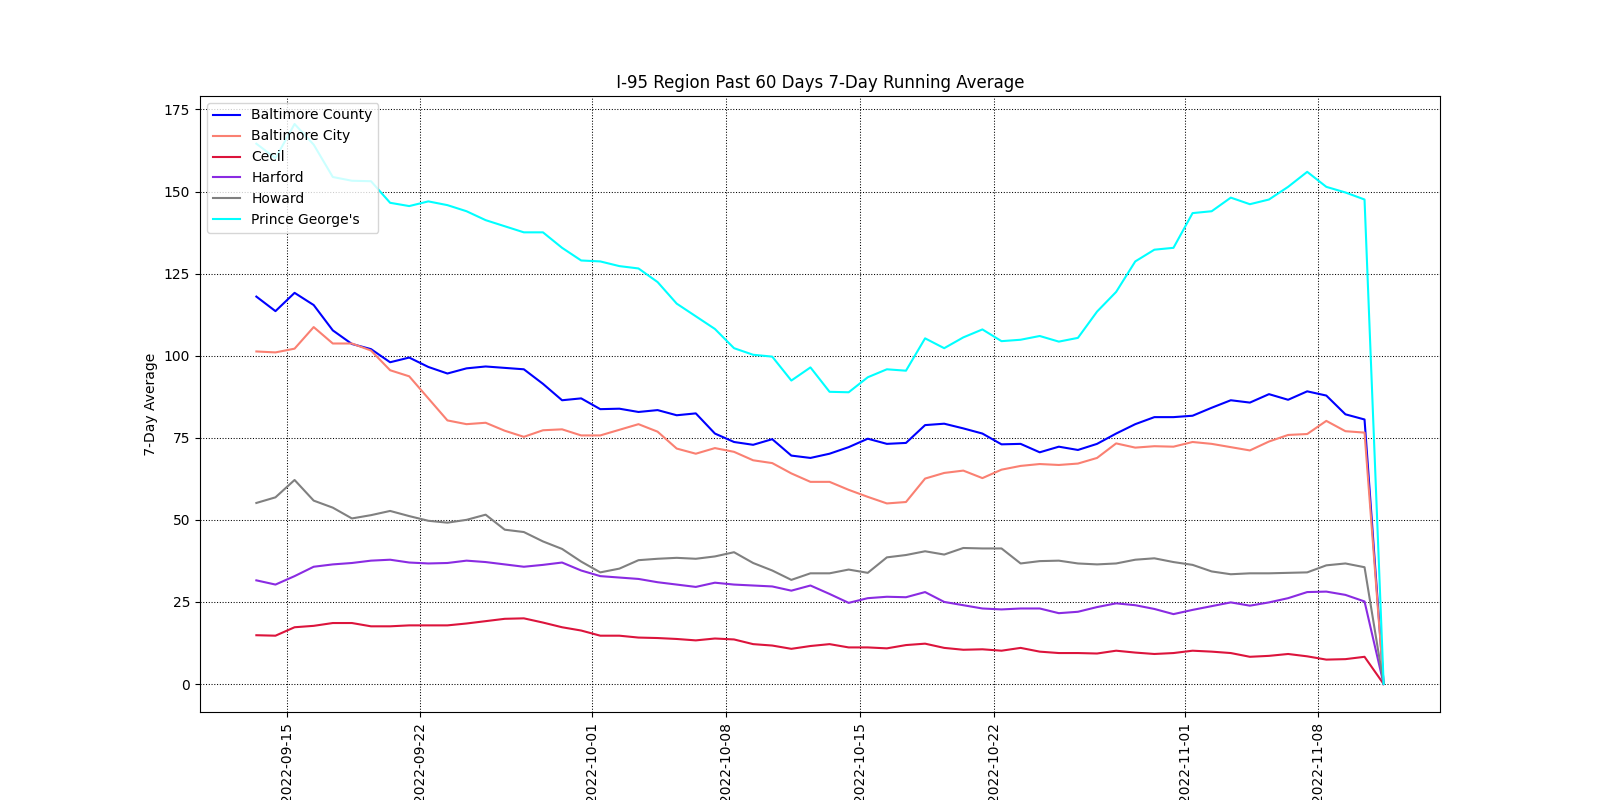 I-95 Region Past 60 Days 7-Day Running Average
Baltimore County
Baltimore City
Cecil
Harford
Howard
Prince George's
7-Day Average
175
150
125
100
75
50
25
0
2022-09-15
2022-09-22
2022-10-01
2022-10-08
2022-10-15
2022-10-22
2022-11-01
2022-11-08